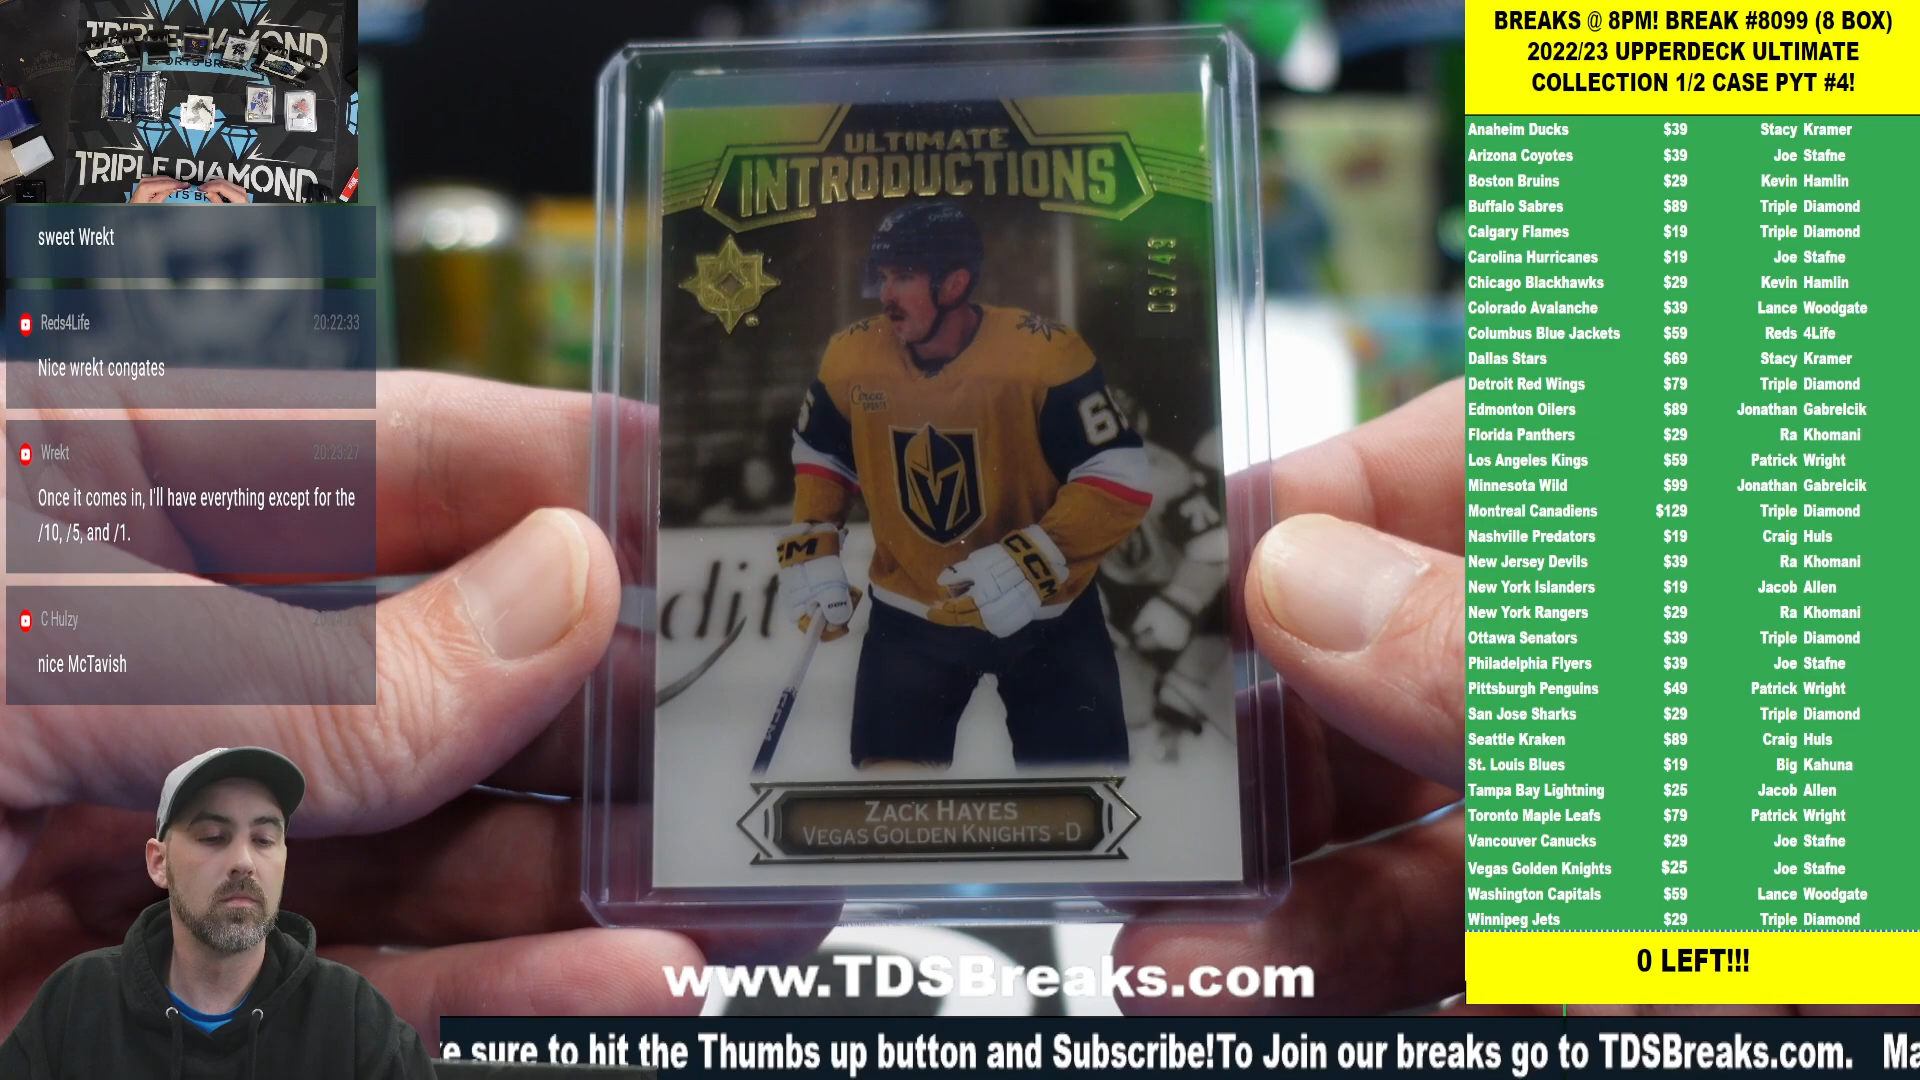 TRIPLE DIAMOND
SPORTS BREAKS
TRIPLE DIAMOND
sweet Wrekt
Reds4Life 20:22:33
Nice wrekt congates
Wrekt 20:23:27
Once it comes in, I'll have everything except for the
/10, /5, and /1.
C Hulzy
nice McTavish
ULTIMATE
INTRODUCTIONS
03/49
CCM
CCM
ZACK HAYES
VEGAS GOLDEN KNIGHTS -D
www.TDSBreaks.com
BREAKS @ 8PM! BREAK #8099 (8 BOX)
2022/23 UPPERDECK ULTIMATE
COLLECTION 1/2 CASE PYT #4!
Anaheim Ducks $39 Stacy Kramer
Arizona Coyotes $39 Joe Stafne
Boston Bruins $29 Kevin Hamlin
Buffalo Sabres $89 Triple Diamond
Calgary Flames $19 Triple Diamond
Carolina Hurricanes $19 Joe Stafne
Chicago Blackhawks $29 Kevin Hamlin
Colorado Avalanche $39 Lance Woodgate
Columbus Blue Jackets $59 Reds 4Life
Dallas Stars $69 Stacy Kramer
Detroit Red Wings $79 Triple Diamond
Edmonton Oilers $89 Jonathan Gabrelcik
Florida Panthers $29 Ra Khomani
Los Angeles Kings $59 Patrick Wright
Minnesota Wild $99 Jonathan Gabrelcik
Montreal Canadiens $129 Triple Diamond
Nashville Predators $19 Craig Huls
New Jersey Devils $39 Ra Khomani
New York Islanders $19 Jacob Allen
New York Rangers $29 Ra Khomani
Ottawa Senators $39 Triple Diamond
Philadelphia Flyers $39 Joe Stafne
Pittsburgh Penguins $49 Patrick Wright
San Jose Sharks $29 Triple Diamond
Seattle Kraken $89 Craig Huls
St. Louis Blues $19 Big Kahuna
Tampa Bay Lightning $25 Jacob Allen
Toronto Maple Leafs $79 Patrick Wright
Vancouver Canucks $29 Joe Stafne
Vegas Golden Knights $25 Joe Stafne
Washington Capitals $59 Lance Woodgate
Winnipeg Jets $29 Triple Diamond
0 LEFT!!!
e sure to hit the Thumbs up button and Subscribe!To Join our breaks go to TDSBreaks.com. Ma